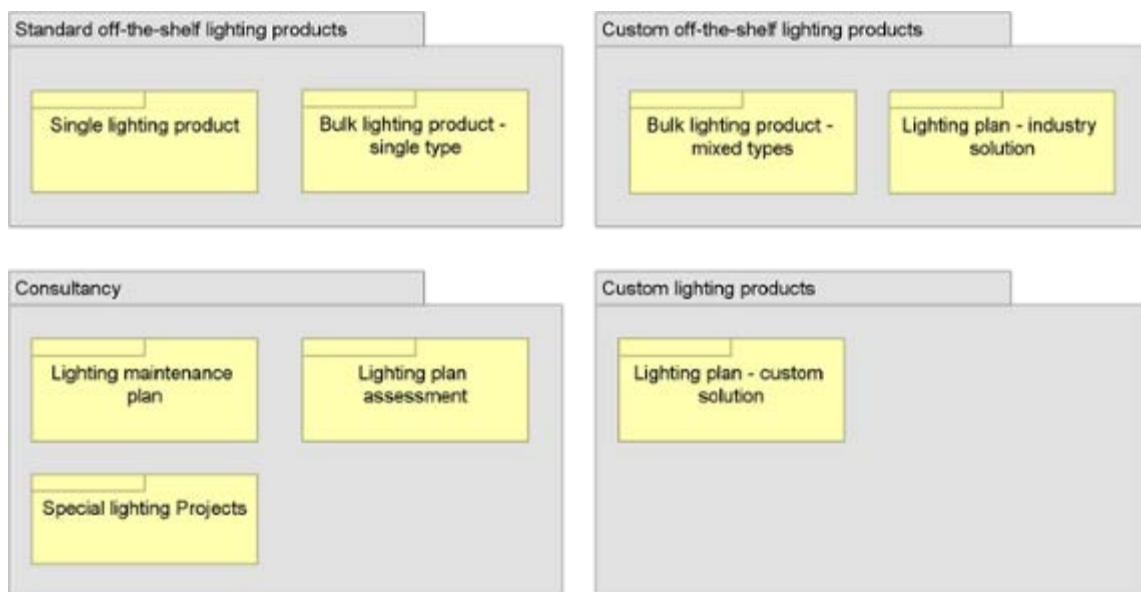 Standard off-the-shelf lighting products
Single lighting product
Bulk lighting product -
single type
Custom off-the-shelf lighting products
Bulk lighting product -
mixed types
Lighting plan - industry
solution
Consultancy
Lighting maintenance
plan
Lighting plan
assessment
Special lighting Projects
Custom lighting products
Lighting plan - custom
solution